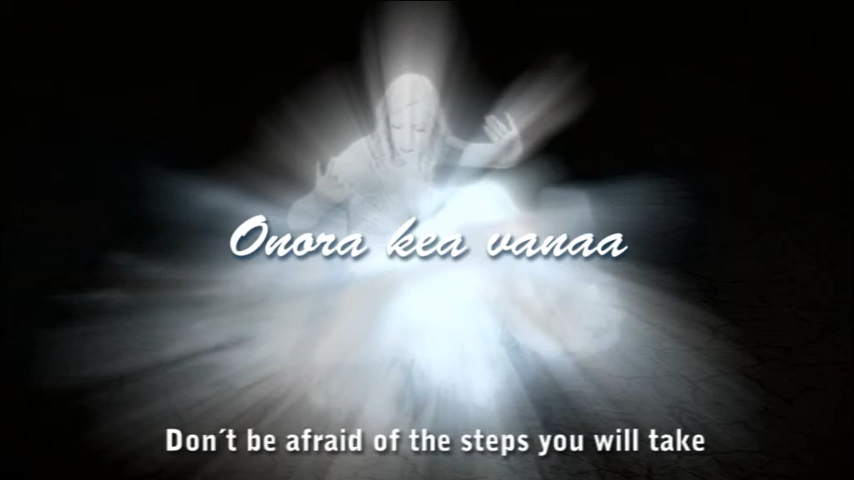 Onora kea vanaa
Don´t be afraid of the steps you will take